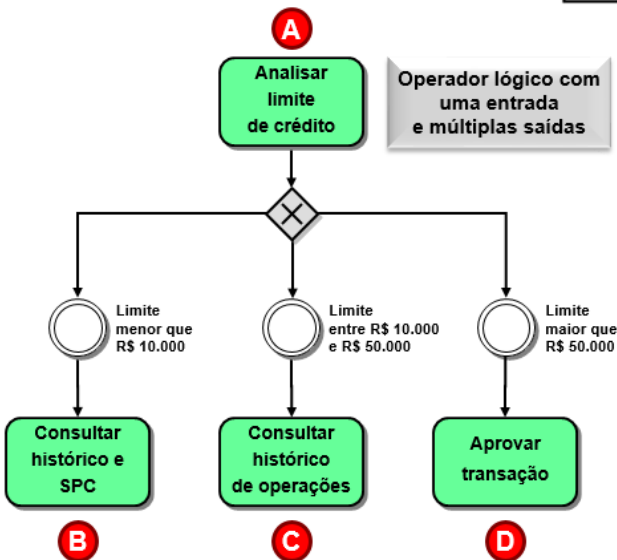 A
Analisar
limite
de crédito
Operador lógico com
uma entrada
e múltiplas saídas
Limite
menor que
R$ 10.000
Limite
entre R$ 10.000
e R$ 50.000
Limite
maior que
R$ 50.000
Consultar
histórico e
SPC
Consultar
histórico
de operações
Aprovar
transação
B
C
D